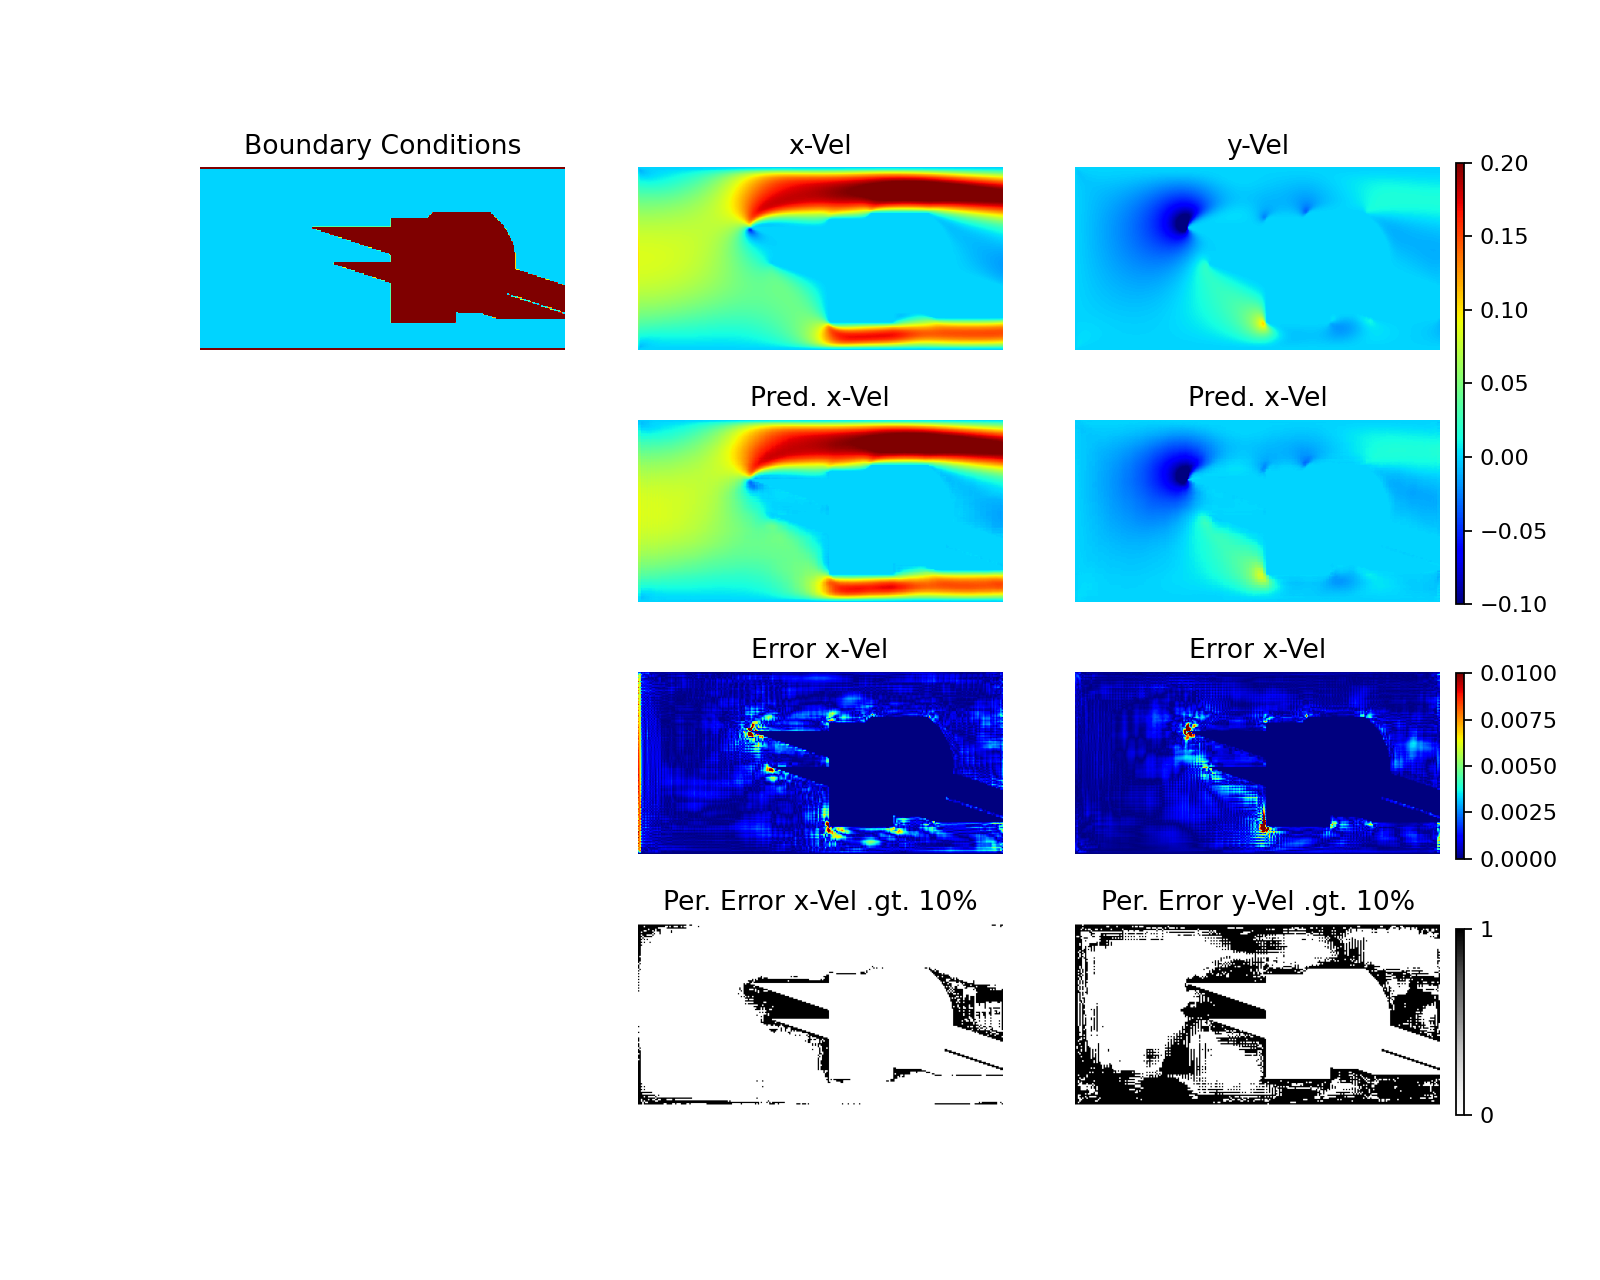 Boundary Conditions
x-Vel
y-Vel
0.20
0.15
0.10
0.05
0.00
−0.05
−0.10
Pred. x-Vel
Pred. x-Vel
Error x-Vel
Error x-Vel
0.0100
0.0075
0.0050
0.0025
0.0000
Per. Error x-Vel .gt. 10%
Per. Error y-Vel .gt. 10%
1
0